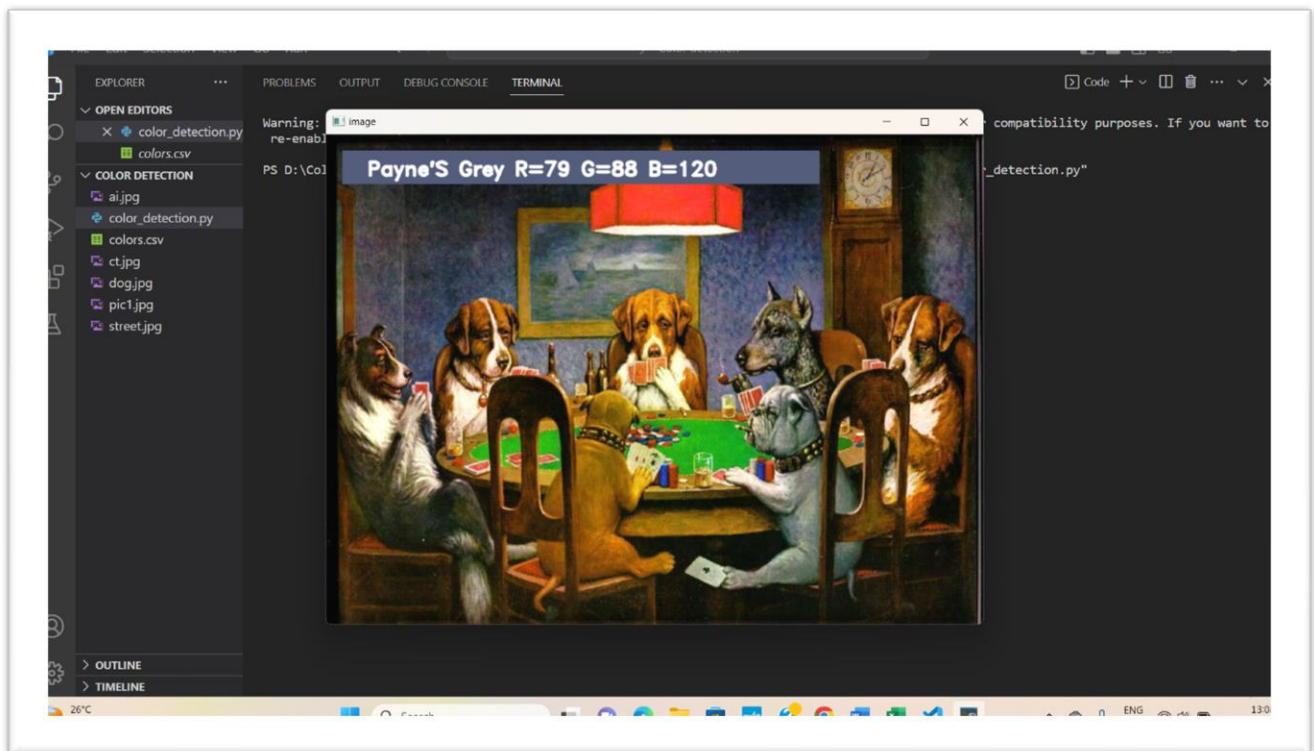 EXPLORER
OPEN EDITORS
color_detection.py
colors.csv
COLOR DETECTION
ai.jpg
color_detection.py
colors.csv
ct.jpg
dog.jpg
pic1.jpg
street.jpg
OUTLINE
TIMELINE
PROBLEMS OUTPUT DEBUG CONSOLE TERMINAL
Code
Warning: compatibility purposes. If you want to
re-enabl
PS D:\Col _detection.py"
image
Payne'S Grey R=79 G=88 B=120
26°C
ENG